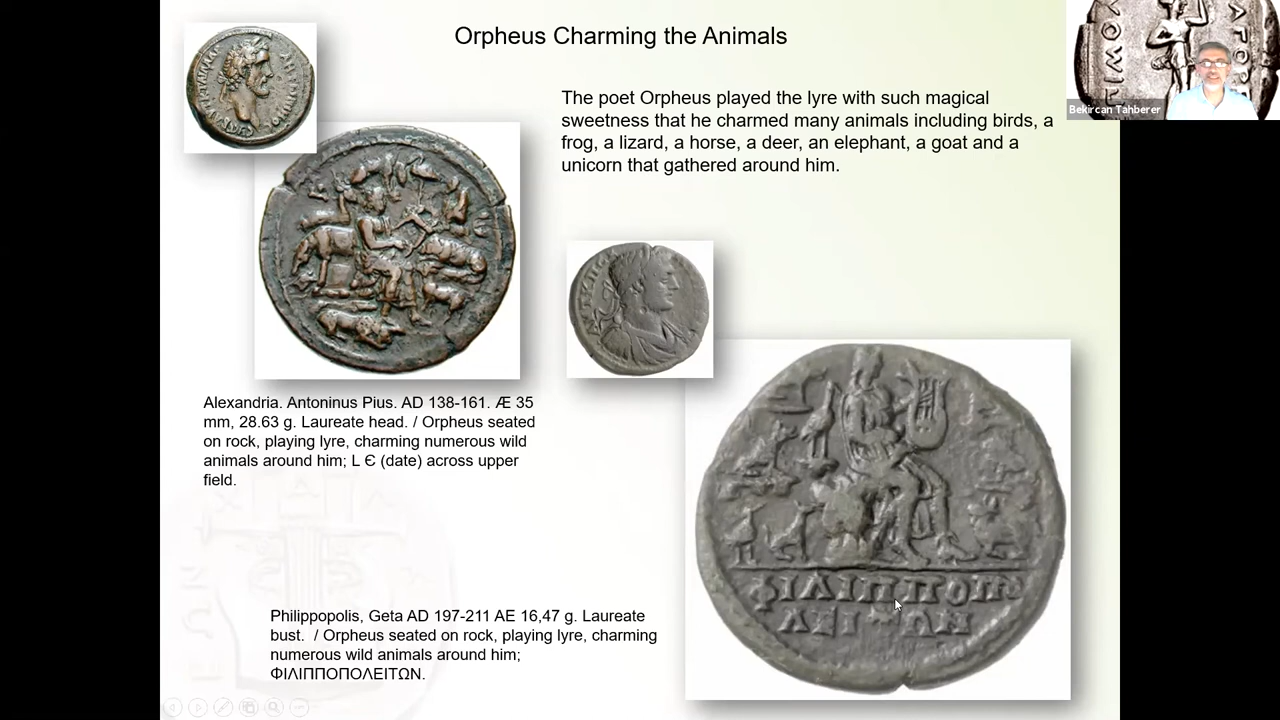 Orpheus Charming the Animals
The poet Orpheus played the lyre with such magical
sweetness that he charmed many animals including birds, a
frog, a lizard, a horse, a deer, an elephant, a goat and a
unicorn that gathered around him.
Bekircan Tahberer
Alexandria. Antoninus Pius. AD 138-161. Æ 35
mm, 28.63 g. Laureate head. / Orpheus seated
on rock, playing lyre, charming numerous wild
animals around him; L Є (date) across upper
field.
ΦΙΛΙΠΠΟΠΟ
Philippopolis, Geta AD 197-211 AE 16,47 g. Laureate
bust.  / Orpheus seated on rock, playing lyre, charming
numerous wild animals around him;
ΦΙΛΙΠΠΟΠΟΛΕΙΤΩΝ.